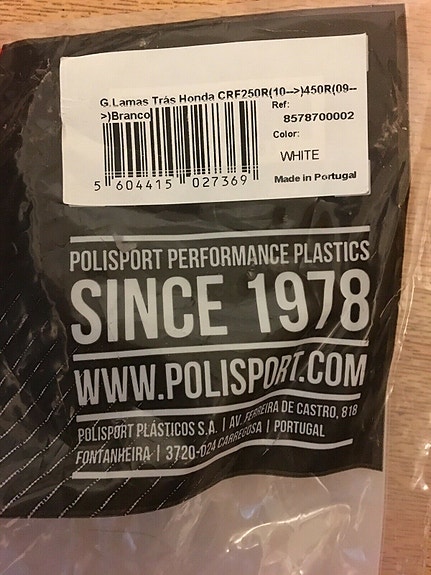 G.Lamas Trás Honda CRF250R(10-->)450R(09--
>)Branco
Ref:
8578700002
Color:
WHITE
Made in Portugal
5 604415 027369
POLISPORT PERFORMANCE PLASTICS
SINCE 1978
WWW.POLISPORT.COM
POLISPORT PLÁSTICOS S.A. | AV. FERREIRA DE CASTRO, 818
FONTANHEIRA | 3720-024 CARREGOSA | PORTUGAL